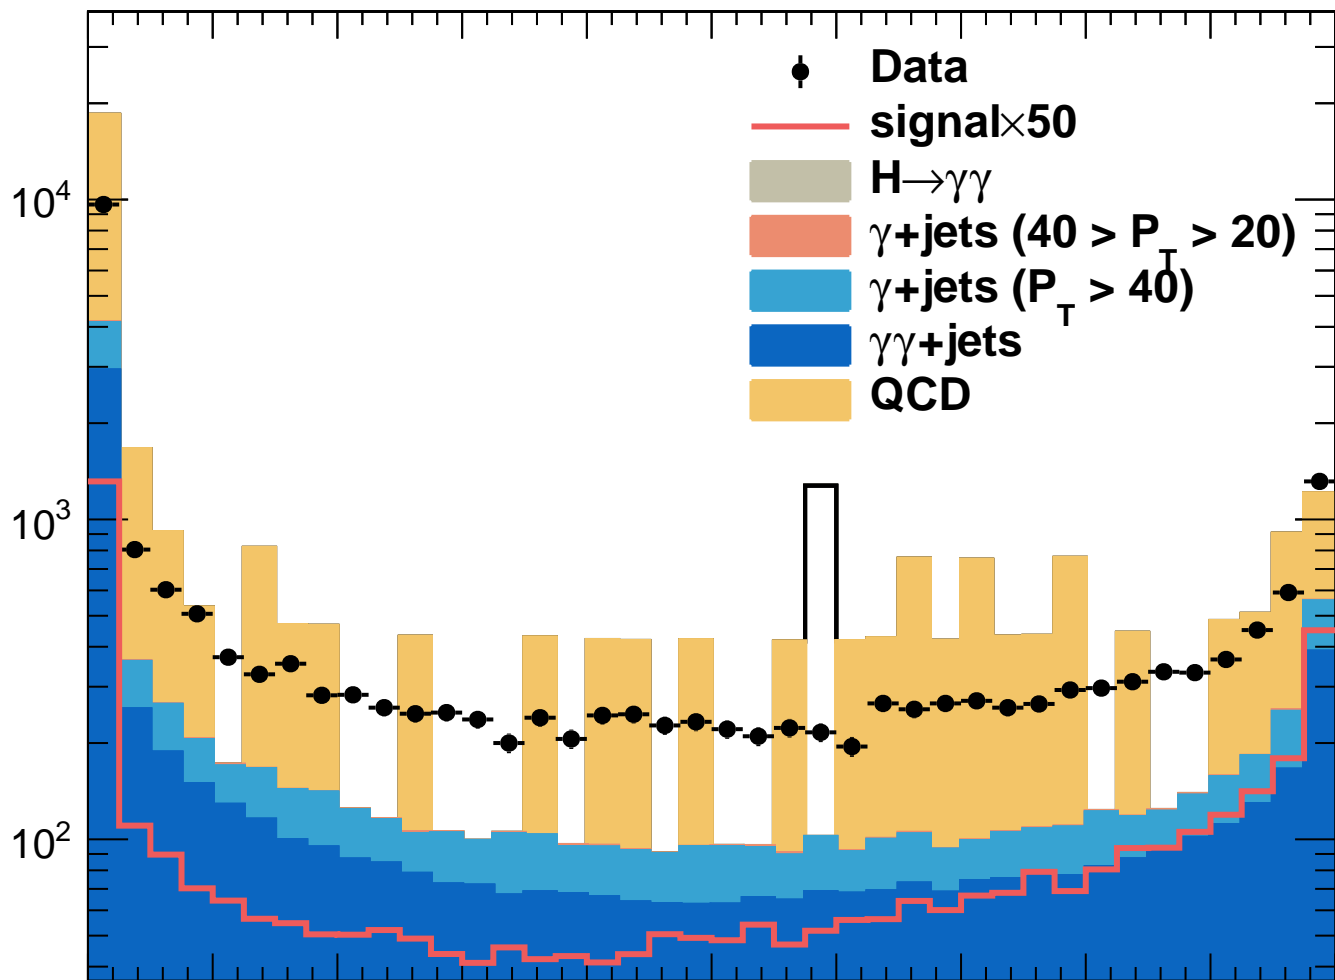 Data
signal×50
H→γγ
γ+jets (40 > P_T > 20)
γ+jets (P_T > 40)
γγ+jets
QCD
10^4
10^3
10^2